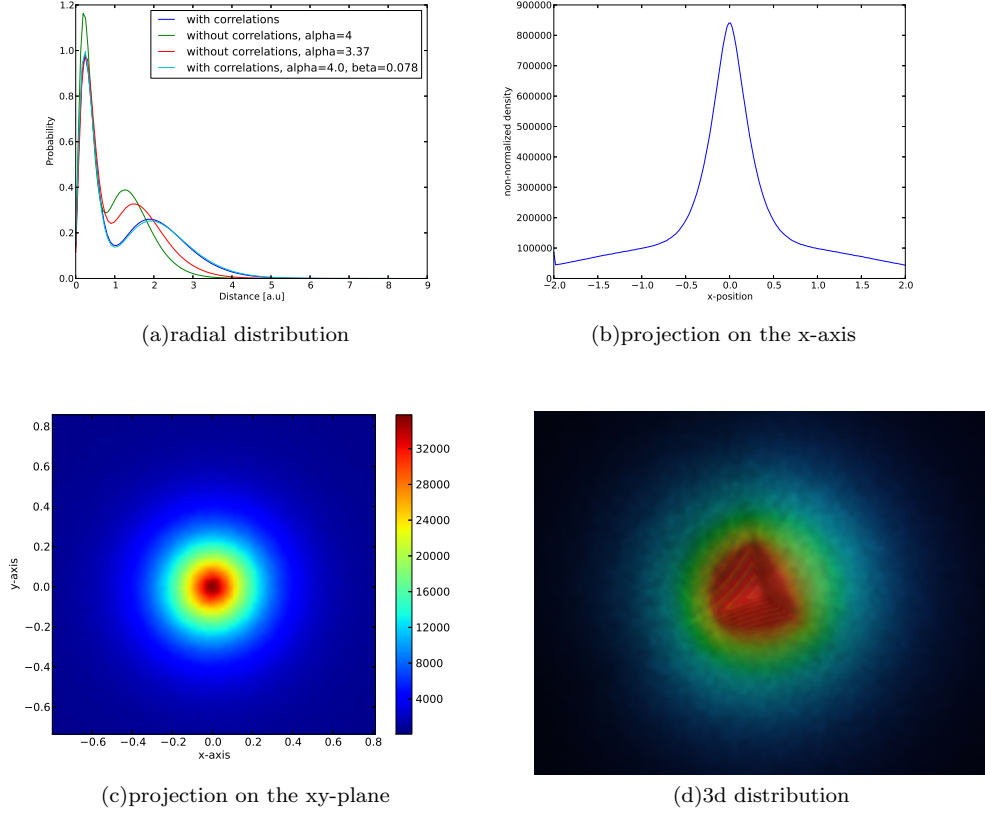 1.2
1.0
0.8
0.6
0.4
0.2
0.0
Probability
0 1 2 3 4 5 6 7 8 9
Distance [a.u]
with correlations
without correlations, alpha=4
without correlations, alpha=3.37
with correlations, alpha=4.0, beta=0.078
(a)radial distribution
900000
800000
700000
600000
500000
400000
300000
200000
100000
0
non-normalized density
−2.0 −1.5 −1.0 −0.5 0.0 0.5 1.0 1.5 2.0
x-position
(b)projection on the x-axis
0.8
0.6
0.4
0.2
0.0
−0.2
−0.4
−0.6
y-axis
−0.6 −0.4 −0.2 0.0 0.2 0.4 0.6 0.8
x-axis
32000
28000
24000
20000
16000
12000
8000
4000
(c)projection on the xy-plane
(d)3d distribution